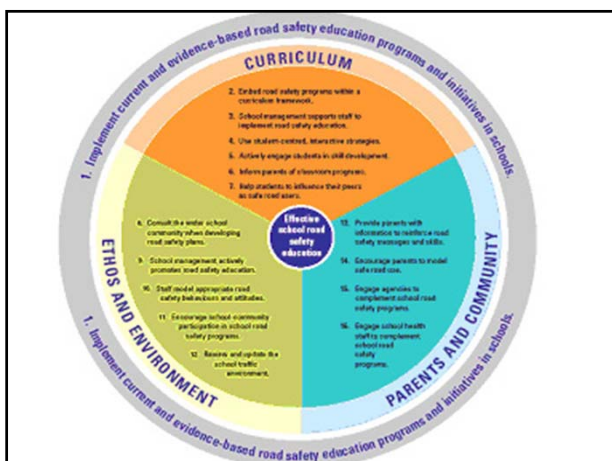 1. Implement current and evidence-based road safety education programs and initiatives in schools.
CURRICULUM
2. Embed road safety programs within a
curriculum framework.
3. School management supports staff to
implement road safety education.
4. Use student-centred, interactive strategies.
5. Actively engage students in skill development.
6. Inform parents of classroom programs.
7. Help students to influence their peers
as safe road users.
Effective
school road
safety
education
ETHOS AND ENVIRONMENT
8. Consult the wider school
community when developing
road safety plans.
9. School management actively
promotes road safety education.
10. Staff model appropriate road
safety behaviours and attitudes.
11. Encourage school-community
participation in school road
safety programs.
12. Review and update the
school traffic
environment.
PARENTS AND COMMUNITY
13. Provide parents with
information to reinforce road
safety messages and skills.
14. Encourage parents to model
safe road use.
15. Engage agencies to
complement school road
safety programs.
16. Engage school health
staff to complement
school road
safety
programs.
1. Implement current and evidence-based road safety education programs and initiatives in schools.